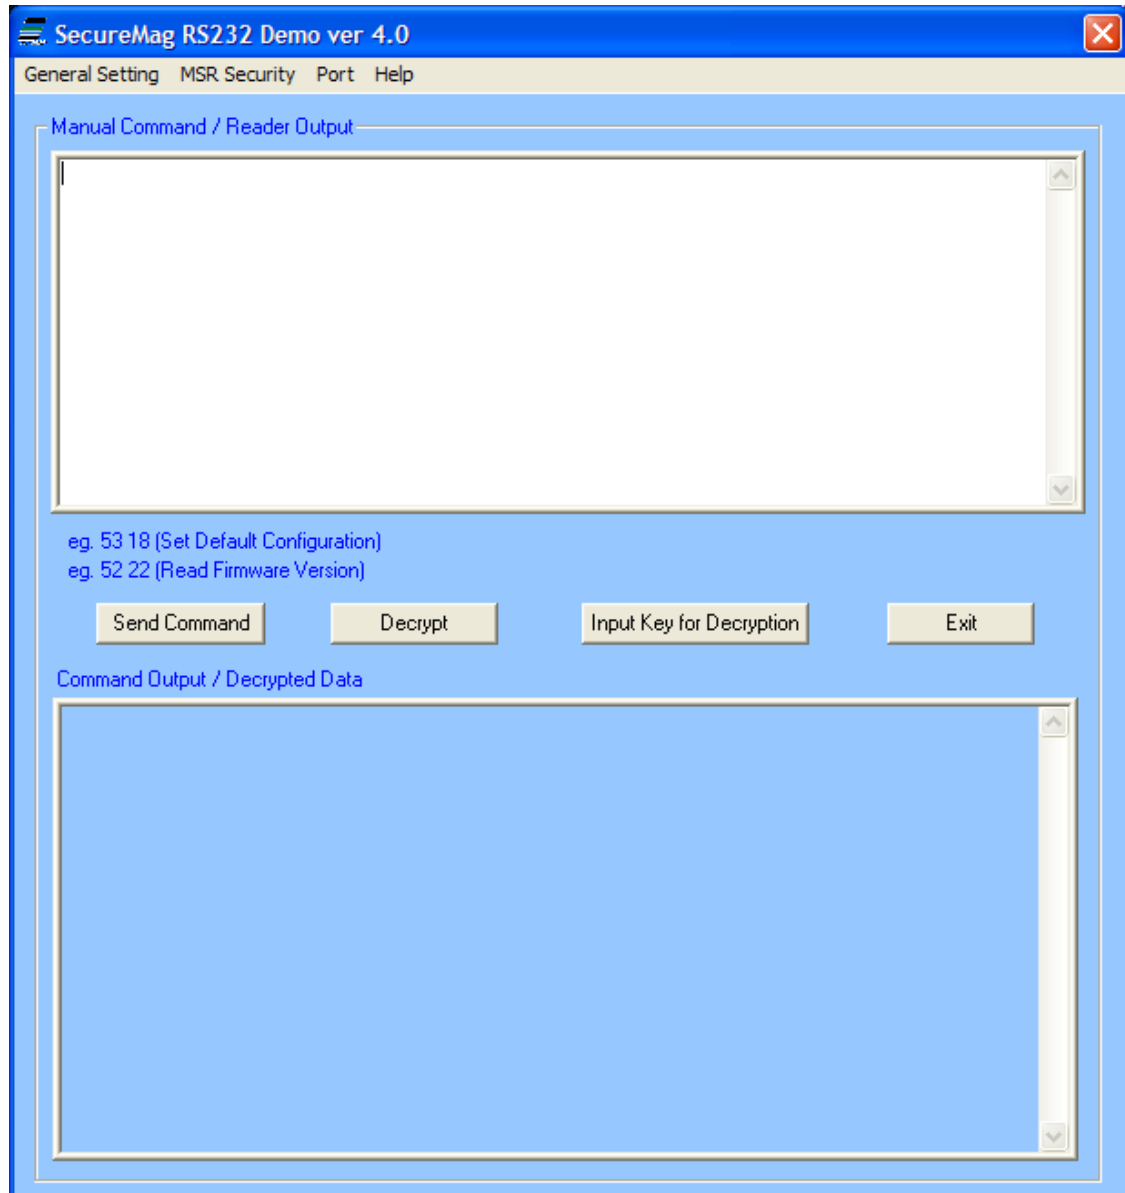 SecureMag RS232 Demo ver 4.0
General Setting MSR Security Port Help
Manual Command / Reader Output
eg. 53 18 (Set Default Configuration)
eg. 52 22 (Read Firmware Version)
Send Command Decrypt Input Key for Decryption Exit
Command Output / Decrypted Data